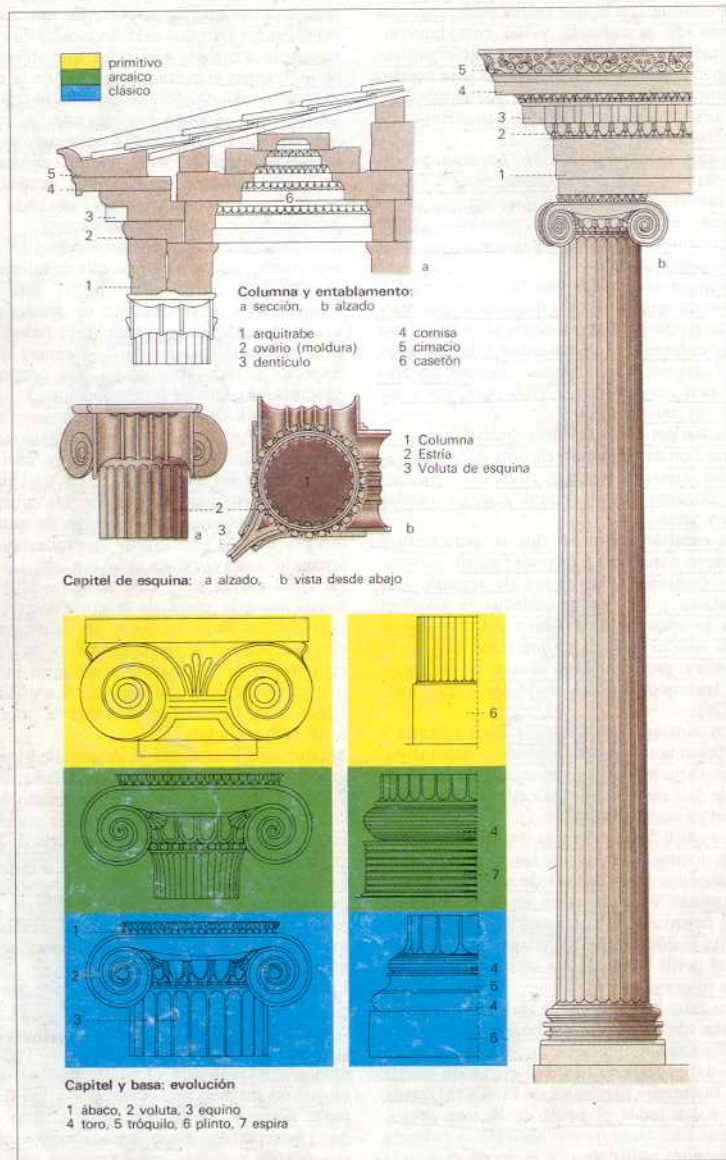 primitivo
arcaico
clásico
5
4
3
2
1
6
a
5
4
3
2
1
b
Columna y entablamento:
a sección, b alzado
1 arquitrabe
2 ovario (moldura)
3 dentículo
4 cornisa
5 cimacio
6 casetón
1
2
3
a
b
1 Columna
2 Estría
3 Voluta de esquina
Capitel de esquina: a alzado, b vista desde abajo
6
4
7
1
2
3
4
5
4
6
Capitel y basa: evolución
1 ábaco, 2 voluta, 3 equino
4 toro, 5 tróquilo, 6 plinto, 7 espira